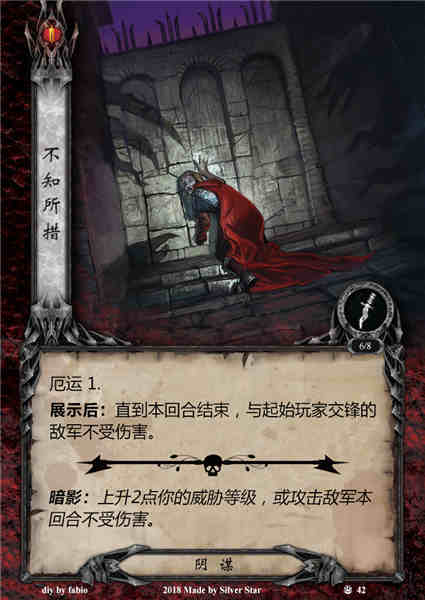 不知所措
6/8
厄运 1.
展示后：直到本回合结束，与起始玩家交锋的
敌军不受伤害。
暗影：上升2点你的威胁等级，或攻击敌军本
回合不受伤害。
阴 谋
diy by fabio 2018 Made by Silver Star 42